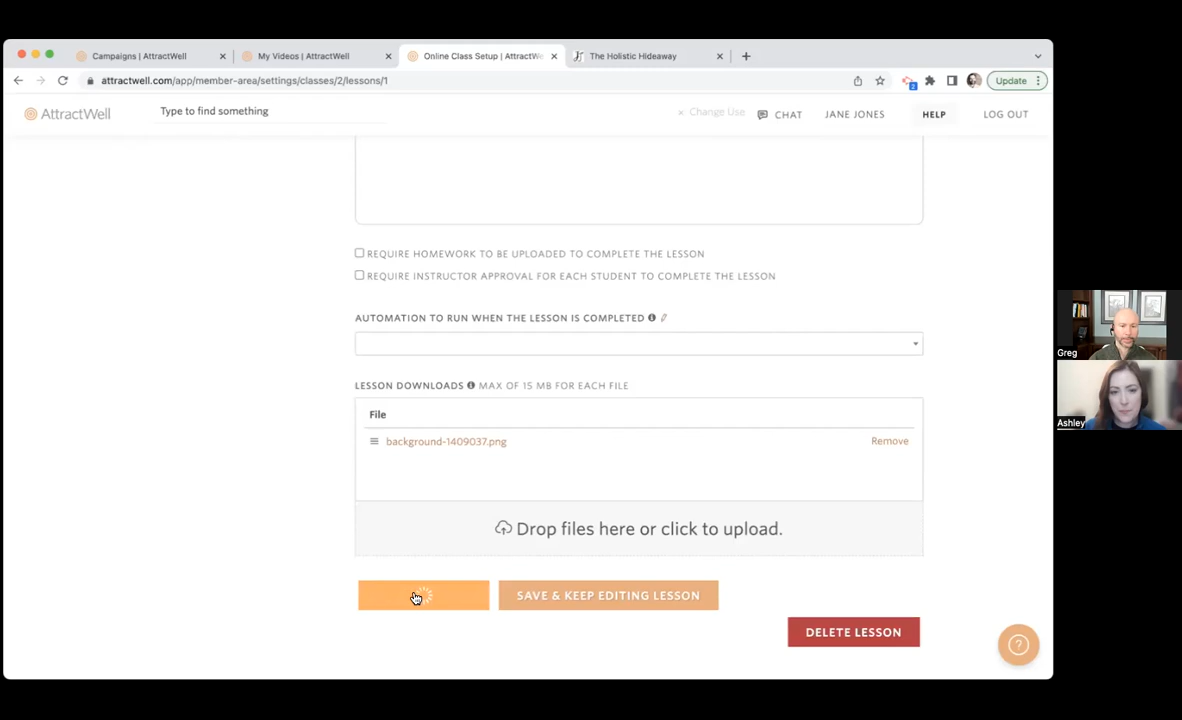 Campaigns | AttractWell
My Videos | AttractWell
Online Class Setup | AttractWe
The Holistic Hideaway
attractwell.com/app/member-area/settings/classes/2/lessons/1
2
Update
AttractWell
Type to find something
× Change Use
CHAT
JANE JONES
HELP
LOG OUT
REQUIRE HOMEWORK TO BE UPLOADED TO COMPLETE THE LESSON
REQUIRE INSTRUCTOR APPROVAL FOR EACH STUDENT TO COMPLETE THE LESSON
AUTOMATION TO RUN WHEN THE LESSON IS COMPLETED
LESSON DOWNLOADS MAX OF 15 MB FOR EACH FILE
File
background-1409037.png
Remove
Drop files here or click to upload.
SAVE & KEEP EDITING LESSON
DELETE LESSON
?
Greg
Ashley